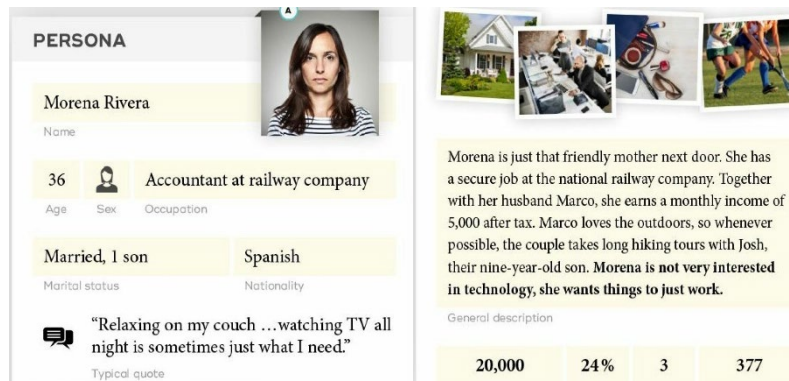 A
PERSONA
Morena Rivera
Name
36
Accountant at railway company
Age
Sex
Occupation
Married, 1 son
Spanish
Marital status
Nationality
“Relaxing on my couch …watching TV all
night is sometimes just what I need.”
Typical quote
Morena is just that friendly mother next door. She has
a secure job at the national railway company. Together
with her husband Marco, she earns a monthly income of
5,000 after tax. Marco loves the outdoors, so whenever
possible, the couple takes long hiking tours with Josh,
their nine-year-old son. Morena is not very interested
in technology, she wants things to just work.
General description
20,000
24%
3
377